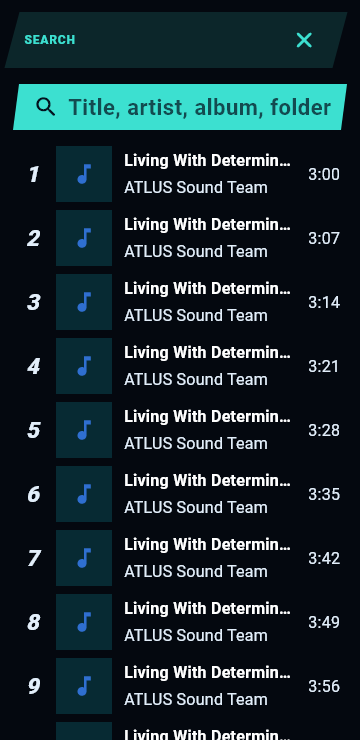 SEARCH
Title, artist, album, folder
1
Living With Determin...
ATLUS Sound Team
3:00
2
Living With Determin...
ATLUS Sound Team
3:07
3
Living With Determin...
ATLUS Sound Team
3:14
4
Living With Determin...
ATLUS Sound Team
3:21
5
Living With Determin...
ATLUS Sound Team
3:28
6
Living With Determin...
ATLUS Sound Team
3:35
7
Living With Determin...
ATLUS Sound Team
3:42
8
Living With Determin...
ATLUS Sound Team
3:49
9
Living With Determin...
ATLUS Sound Team
3:56
Living With Determin...